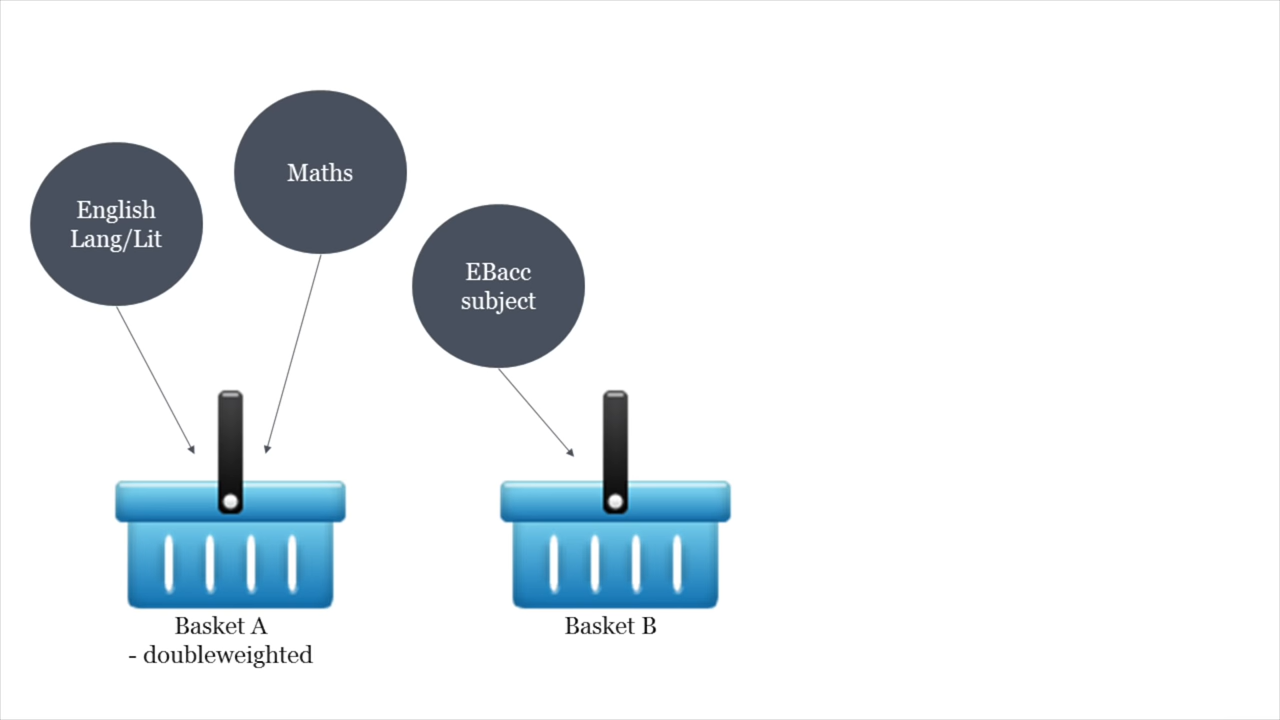 English
Lang/Lit
Maths
EBacc
subject
Basket A
- doubleweighted
Basket B